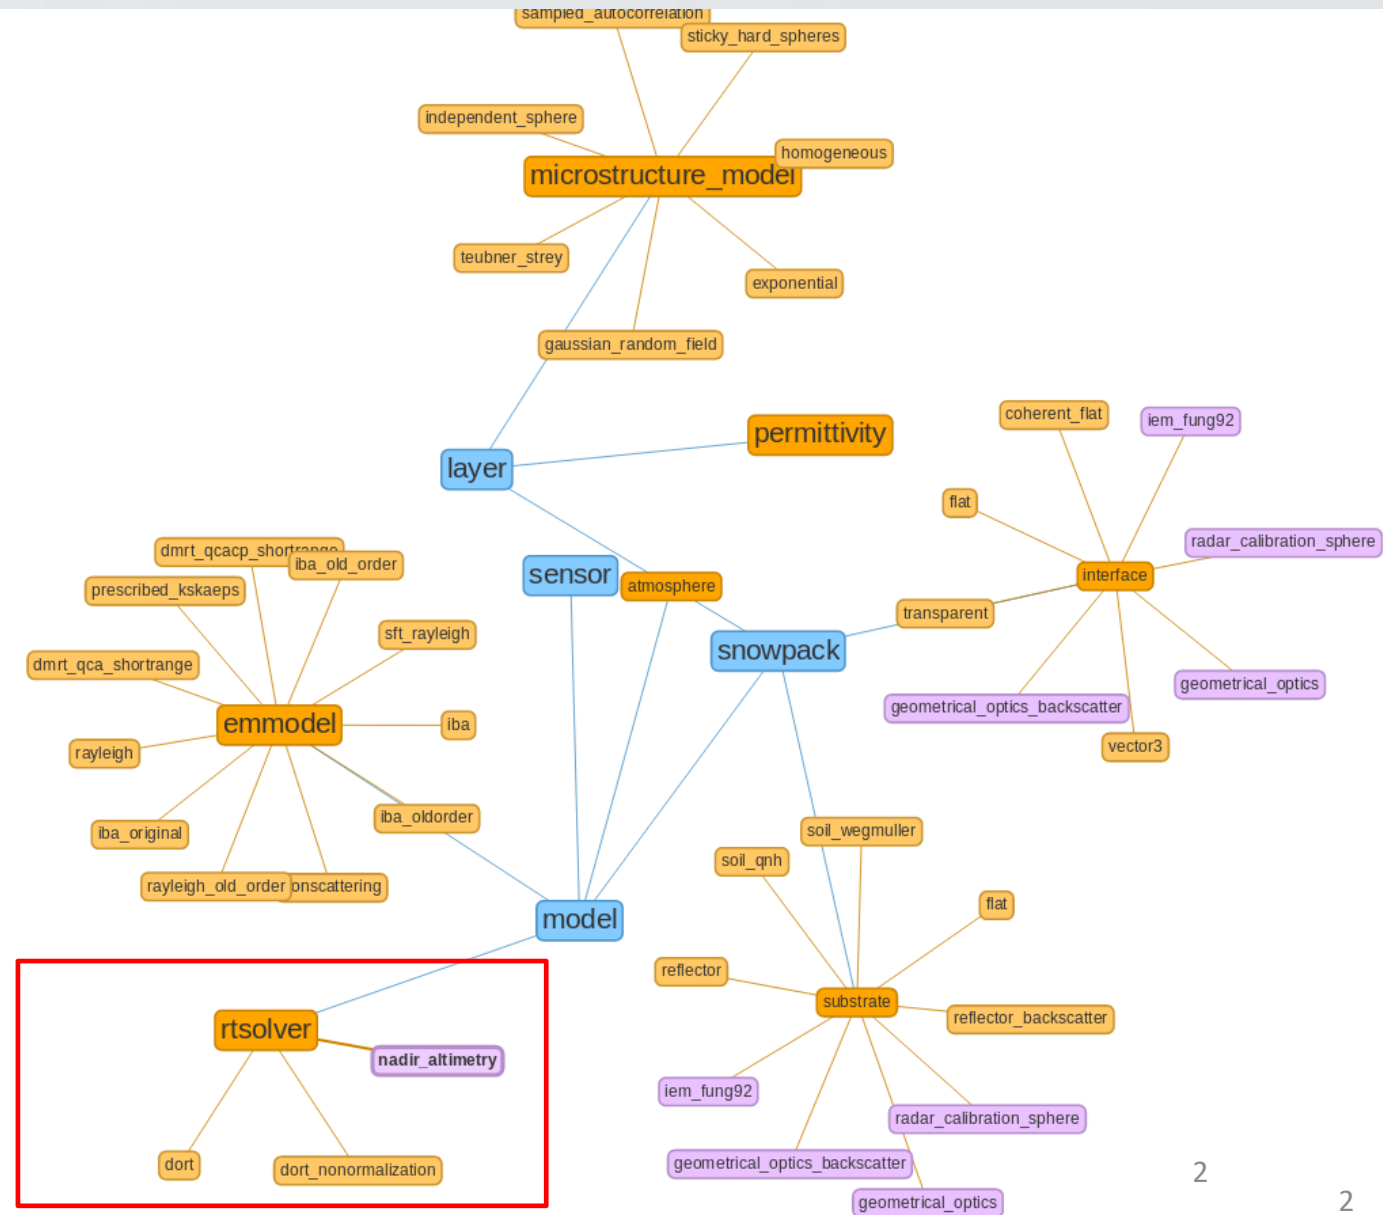 sampled_autocorrelation
sticky_hard_spheres
independent_sphere
homogeneous
microstructure_model
teubner_strey
exponential
gaussian_random_field
permittivity
layer
coherent_flat
iem_fung92
flat
radar_calibration_sphere
interface
transparent
geometrical_optics
geometrical_optics_backscatter
vector3
sensor
atmosphere
snowpack
dmrt_qcacp_shortrange
iba_old_order
prescribed_kskaeps
sft_rayleigh
dmrt_qca_shortrange
emmodel
iba
rayleigh
iba_oldorder
iba_original
rayleigh_old_order
onscattering
model
soil_wegmuller
soil_qnh
flat
reflector
substrate
reflector_backscatter
iem_fung92
radar_calibration_sphere
geometrical_optics_backscatter
geometrical_optics
rtsolver
nadir_altimetry
dort
dort_nonormalization
2
2